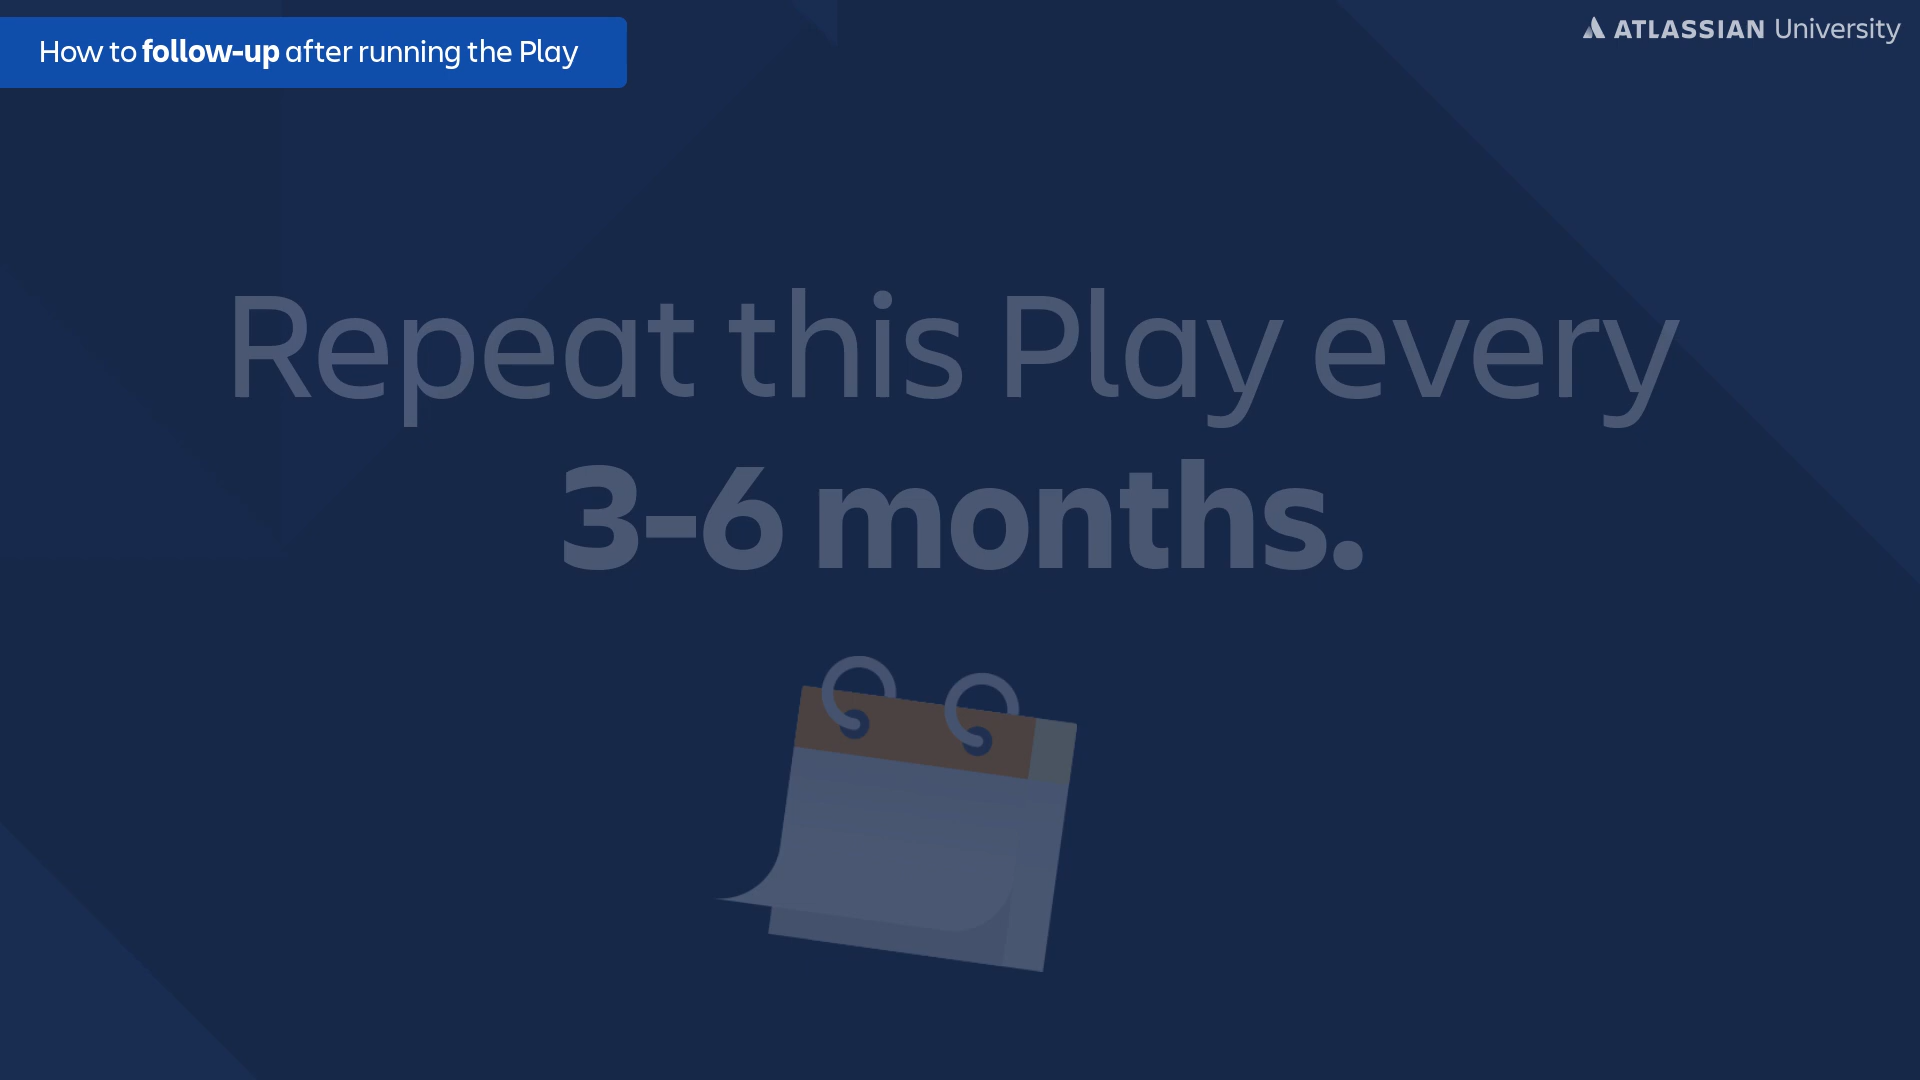 How to follow-up after running the Play
ATLASSIAN University
Repeat this Play every
3-6 months.